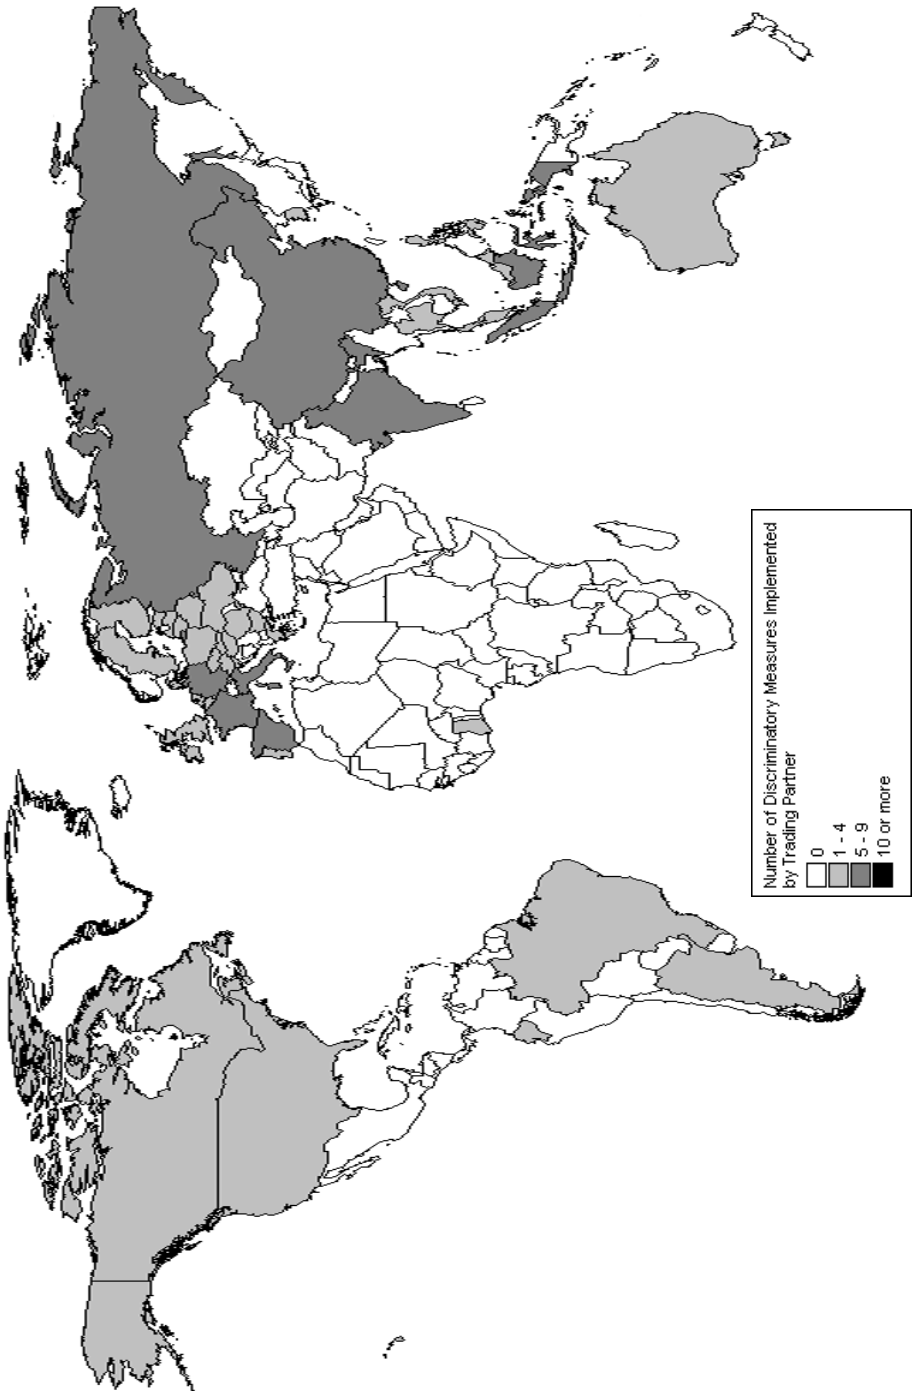 Number of Discriminatory Measures Implemented
by Trading Partner
0
1 - 4
5 - 9
10 or more